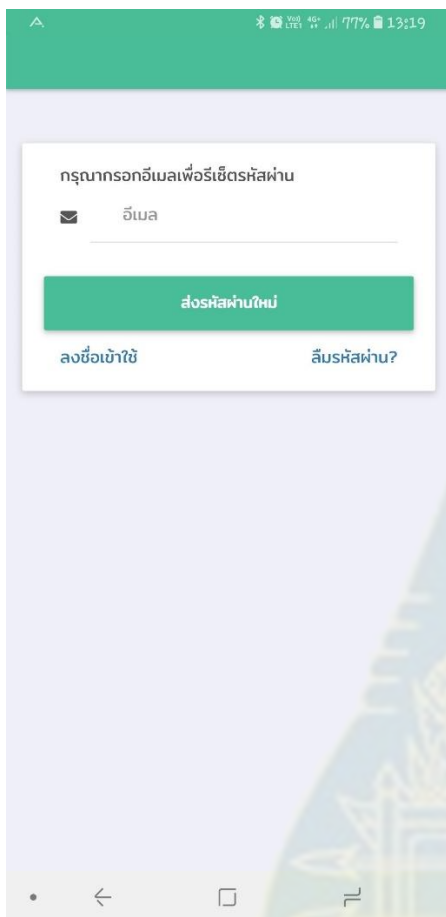 77% 13:19
กรุณากรอกอีเมลเพื่อรีเซ็ตรหัสผ่าน
อีเมล
ส่งรหัสผ่านใหม่
ลงชื่อเข้าใช้
ลืมรหัสผ่าน?